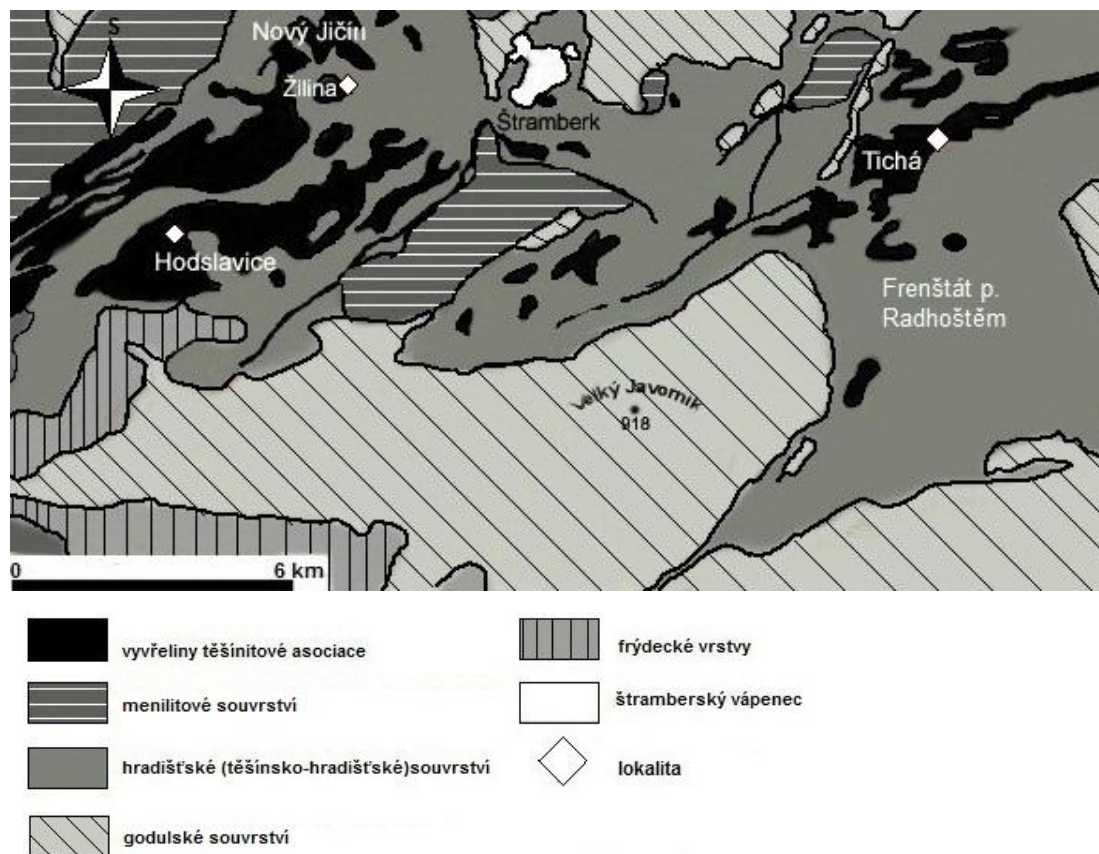 S
Nový Jičín
Žilina
Štramberk
Tichá
Hodslavice
Frenštát p.
Radhoštěm
Velký Javorník
918
0 6 km
vyvřeliny těšínitové asociace
frýdecké vrstvy
menilitové souvrství
štramberský vápenec
hradišťské (těšínsko-hradišťské)souvrství
lokalita
godulské souvrství